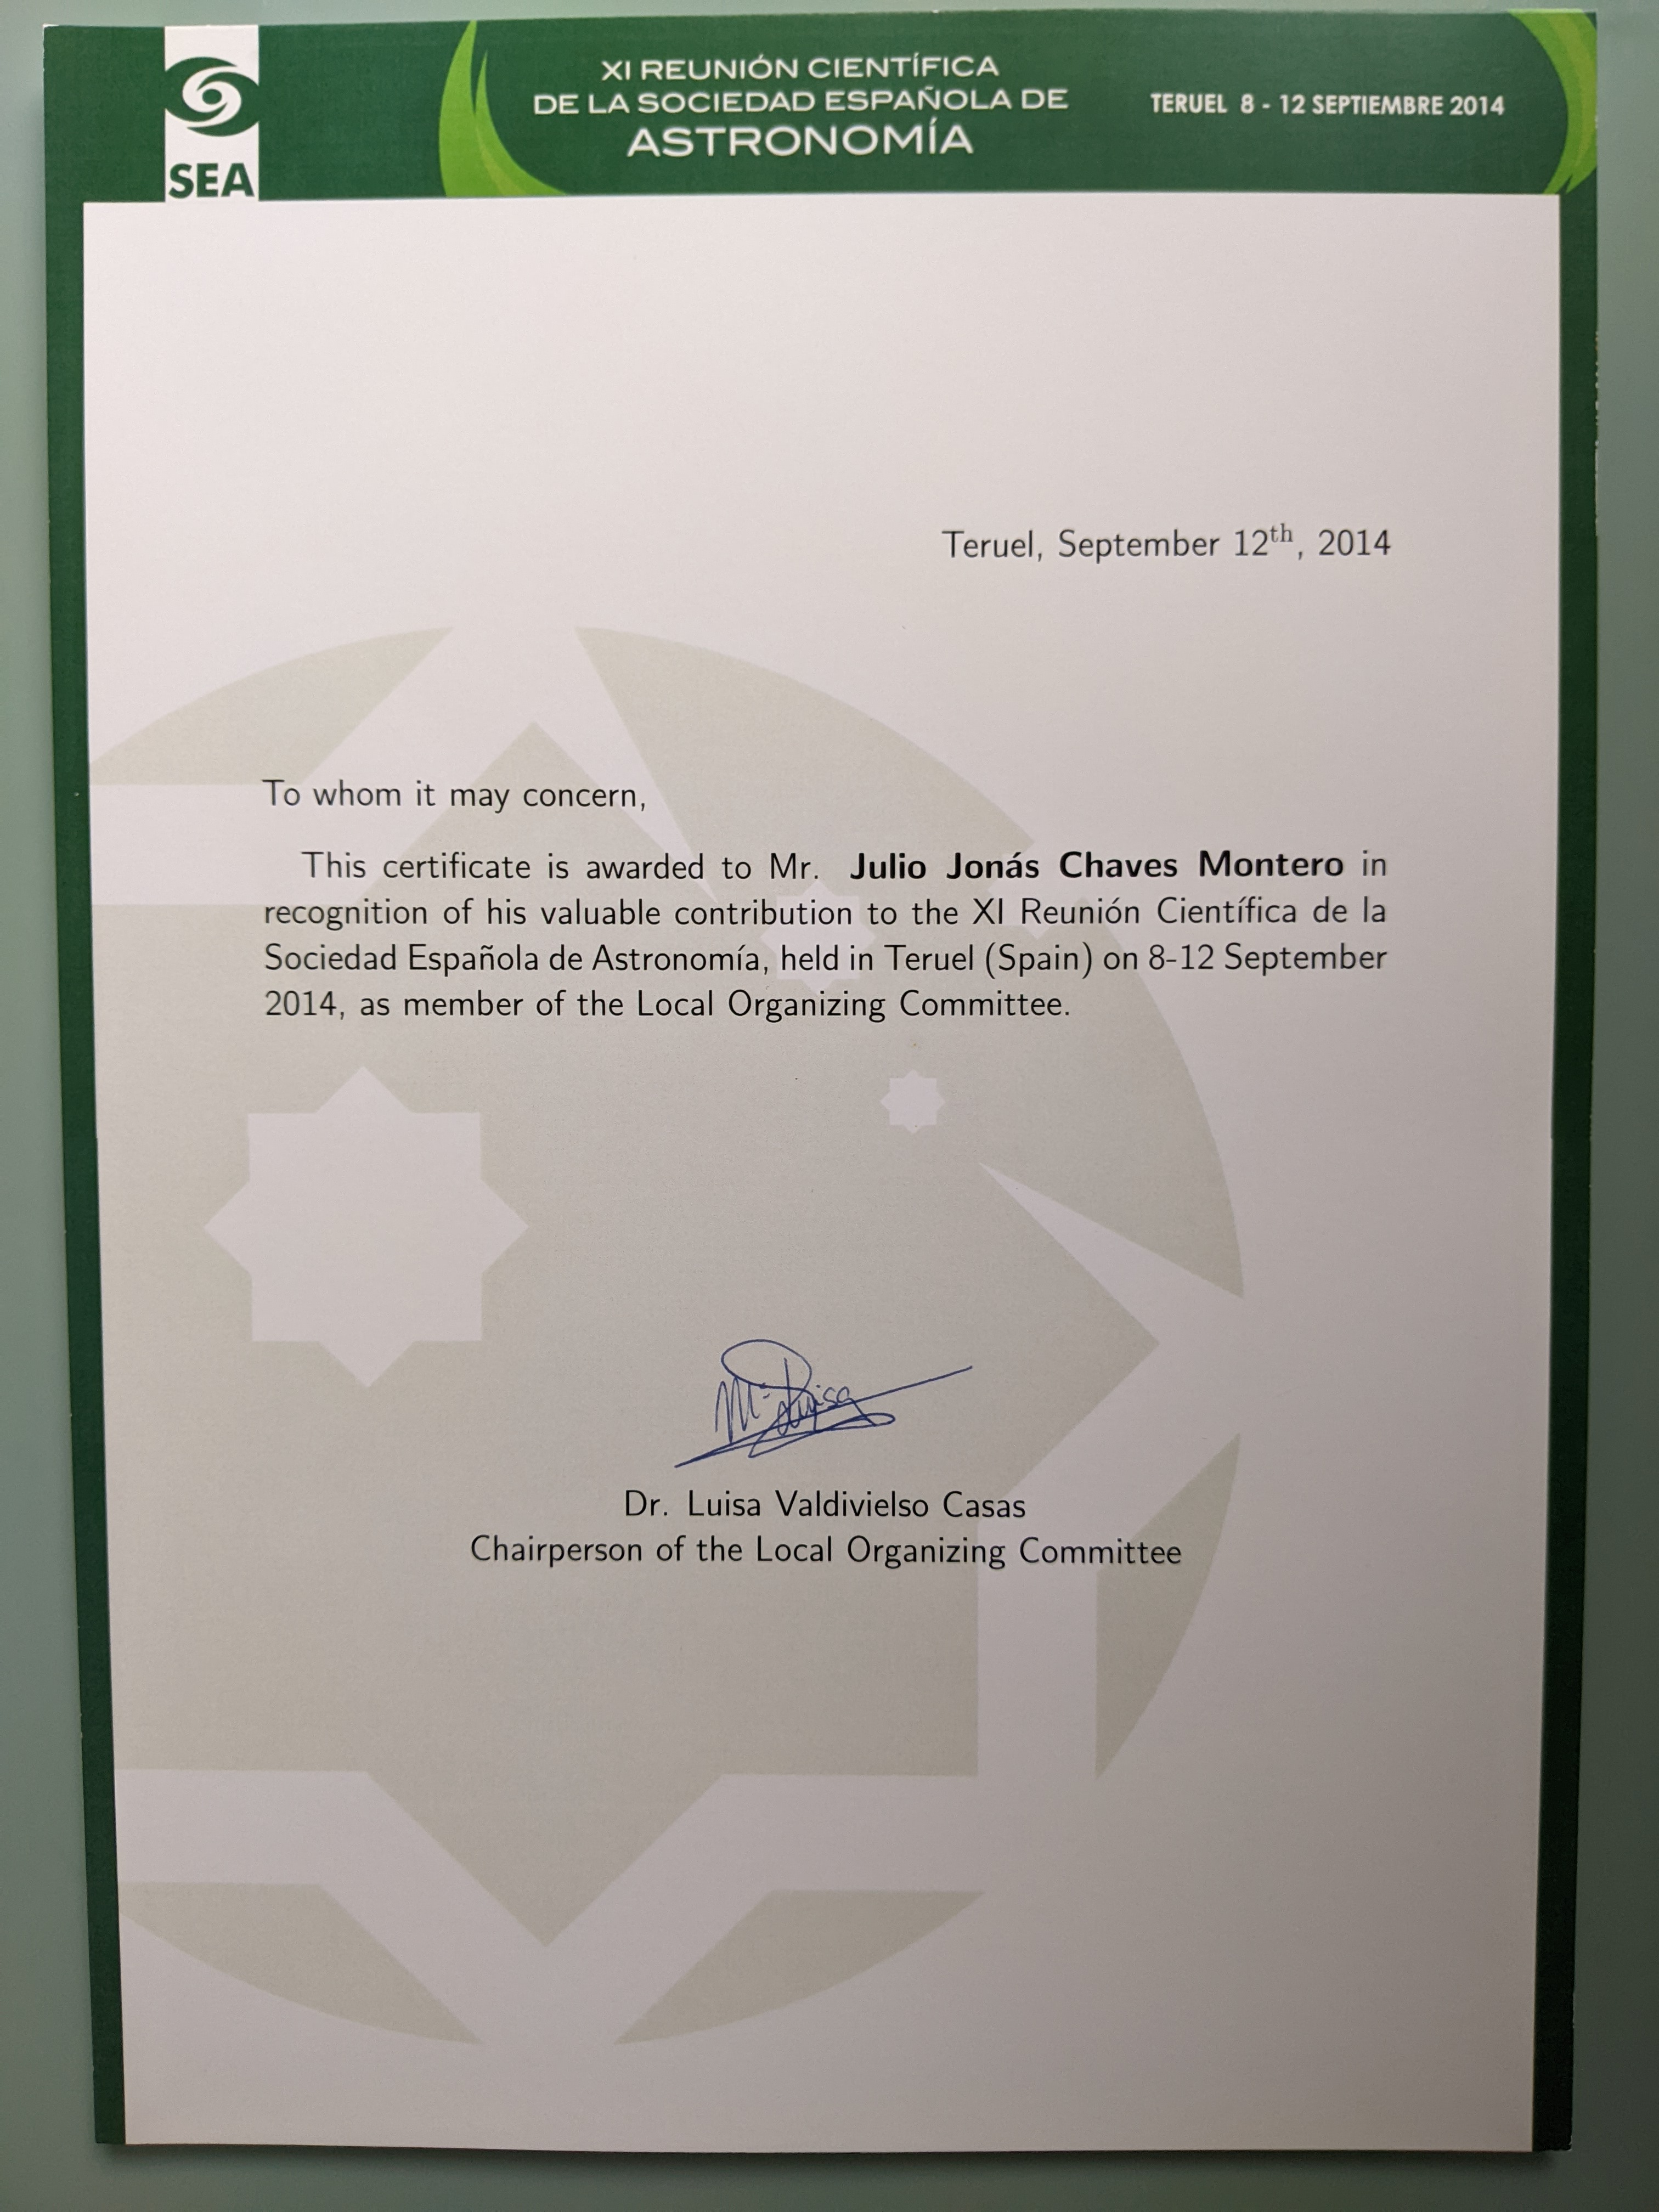 SEA
XI REUNIÓN CIENTÍFICA
DE LA SOCIEDAD ESPAÑOLA DE
ASTRONOMÍA
TERUEL 8 - 12 SEPTIEMBRE 2014
Teruel, September 12th, 2014
To whom it may concern,
This certificate is awarded to Mr. Julio Jonás Chaves Montero in
recognition of his valuable contribution to the XI Reunión Científica de la
Sociedad Española de Astronomía, held in Teruel (Spain) on 8-12 September
2014, as member of the Local Organizing Committee.
Mª Luisa
Dr. Luisa Valdivielso Casas
Chairperson of the Local Organizing Committee